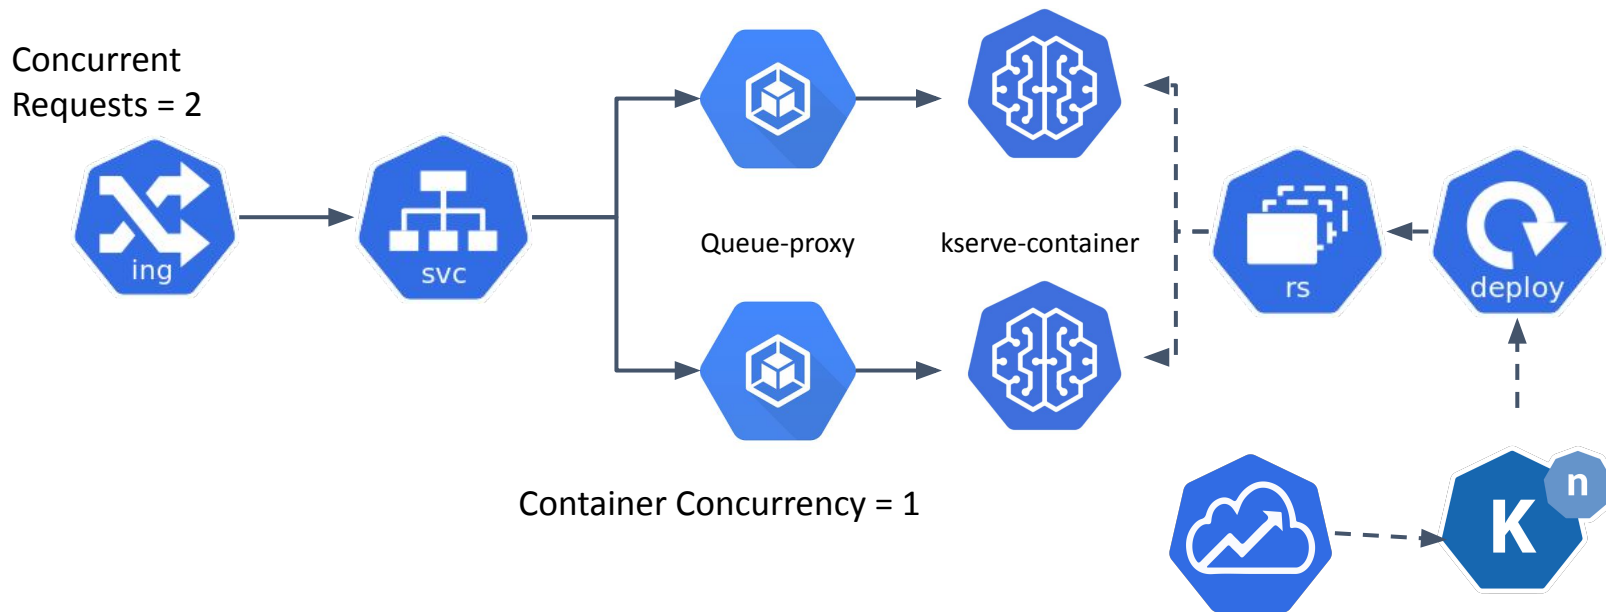 Concurrent
Requests = 2
ing
svc
Queue-proxy
kserve-container
rs
deploy
Container Concurrency = 1
K
n